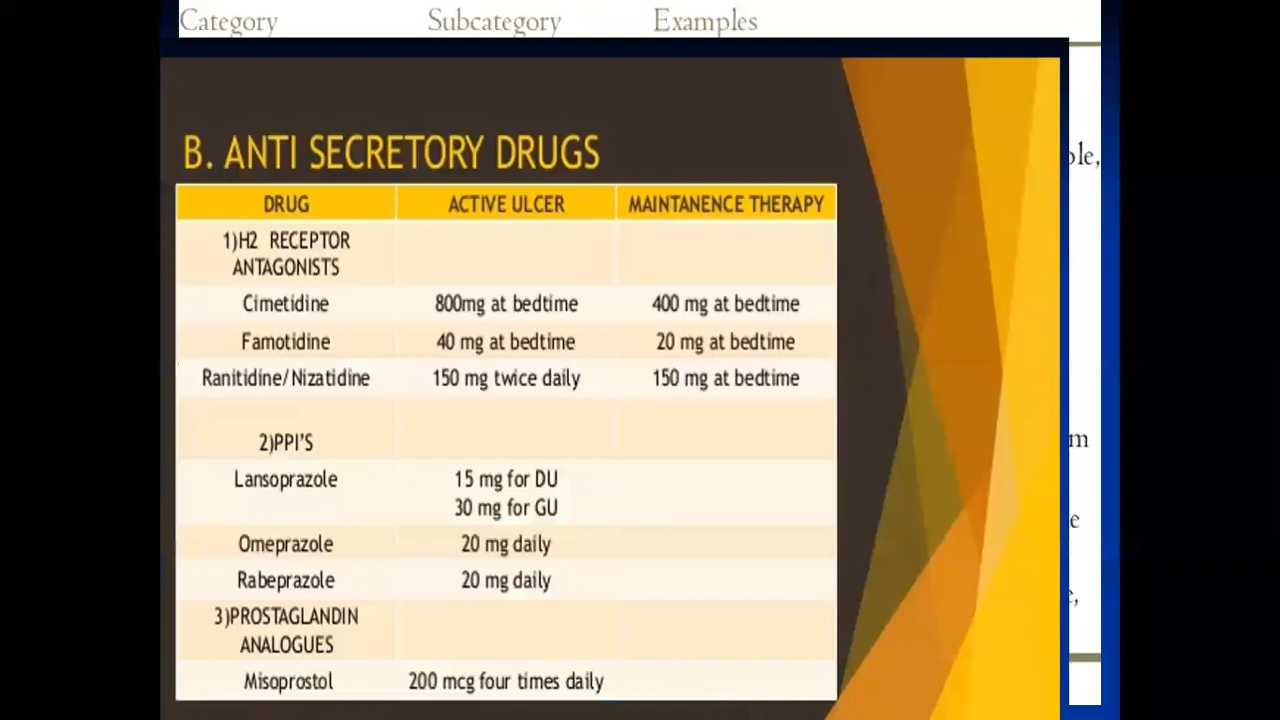 Category Subcategory Examples
B. ANTI SECRETORY DRUGS
DRUG ACTIVE ULCER MAINTANENCE THERAPY
1)H2 RECEPTOR
ANTAGONISTS
Cimetidine 800mg at bedtime 400 mg at bedtime
Famotidine 40 mg at bedtime 20 mg at bedtime
Ranitidine/Nizatidine 150 mg twice daily 150 mg at bedtime
2)PPI'S
Lansoprazole 15 mg for DU
30 mg for GU
Omeprazole 20 mg daily
Rabeprazole 20 mg daily
3)PROSTAGLANDIN
ANALOGUES
Misoprostol 200 mcg four times daily